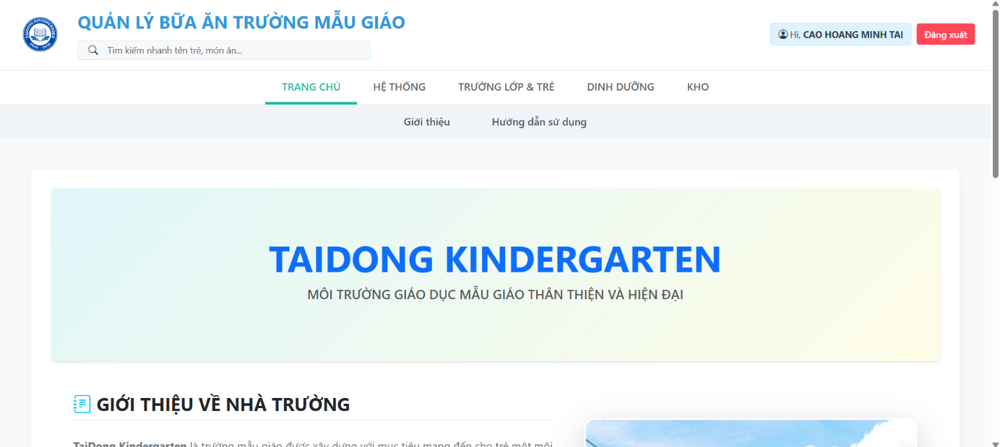 TAIDONG KINDERGARTEN
QUẢN LÝ BỮA ĂN TRƯỜNG MẪU GIÁO
Tìm kiếm nhanh tên trẻ, món ăn...
Hi, CAO HOANG MINH TAI
Đăng xuất
TRANG CHỦ
HỆ THỐNG
TRƯỜNG LỚP & TRẺ
DINH DƯỠNG
KHO
Giới thiệu
Hướng dẫn sử dụng
TAIDONG KINDERGARTEN
MÔI TRƯỜNG GIÁO DỤC MẪU GIÁO THÂN THIỆN VÀ HIỆN ĐẠI
GIỚI THIỆU VỀ NHÀ TRƯỜNG
TaiDong Kindergarten là trường mẫu giáo được xây dựng với mục tiêu mang đến cho trẻ một môi